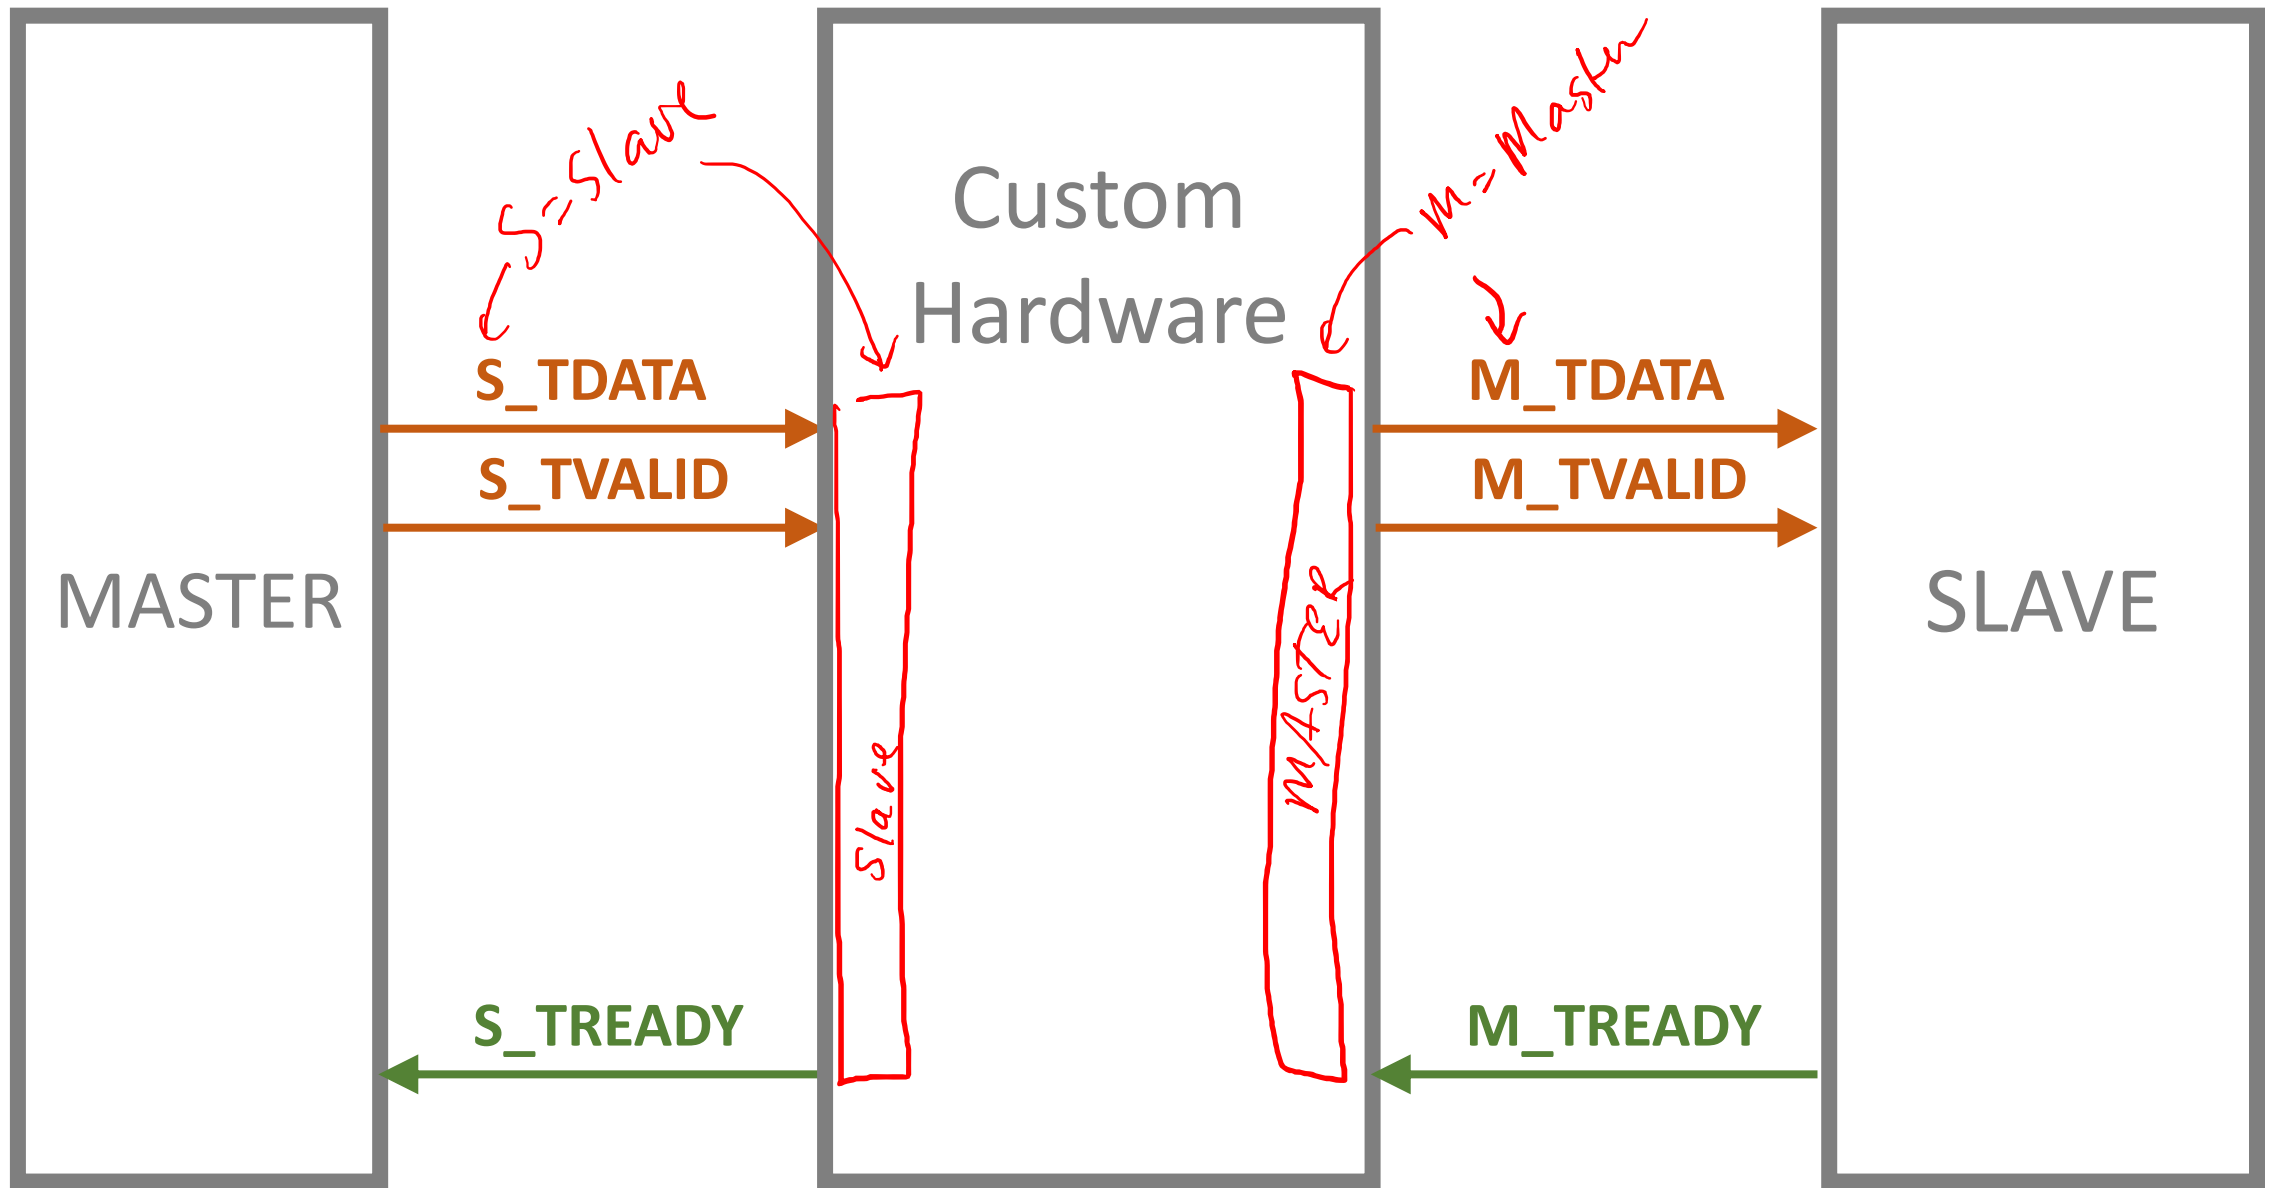 S=Slave
M=Master
Custom
Hardware
S_TDATA
M_TDATA
S_TVALID
M_TVALID
MASTER
SLAVE
MASTER
Slave
S_TREADY
M_TREADY